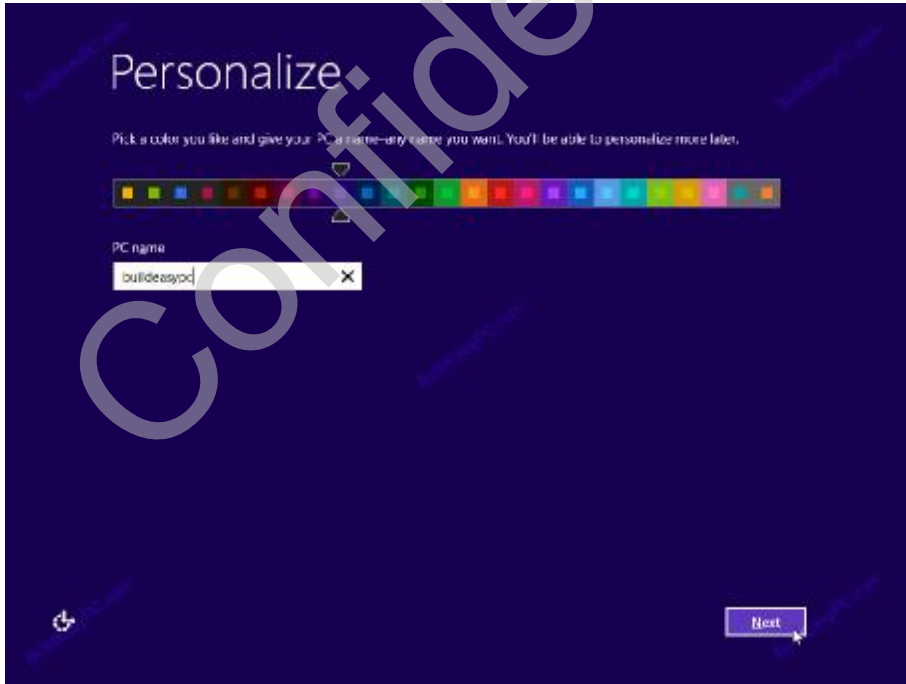 Personalize
Pick a color you like and give your PC a name–any name you want. You'll be able to personalize more later.
PC name
buildeasypc
Next
Confide